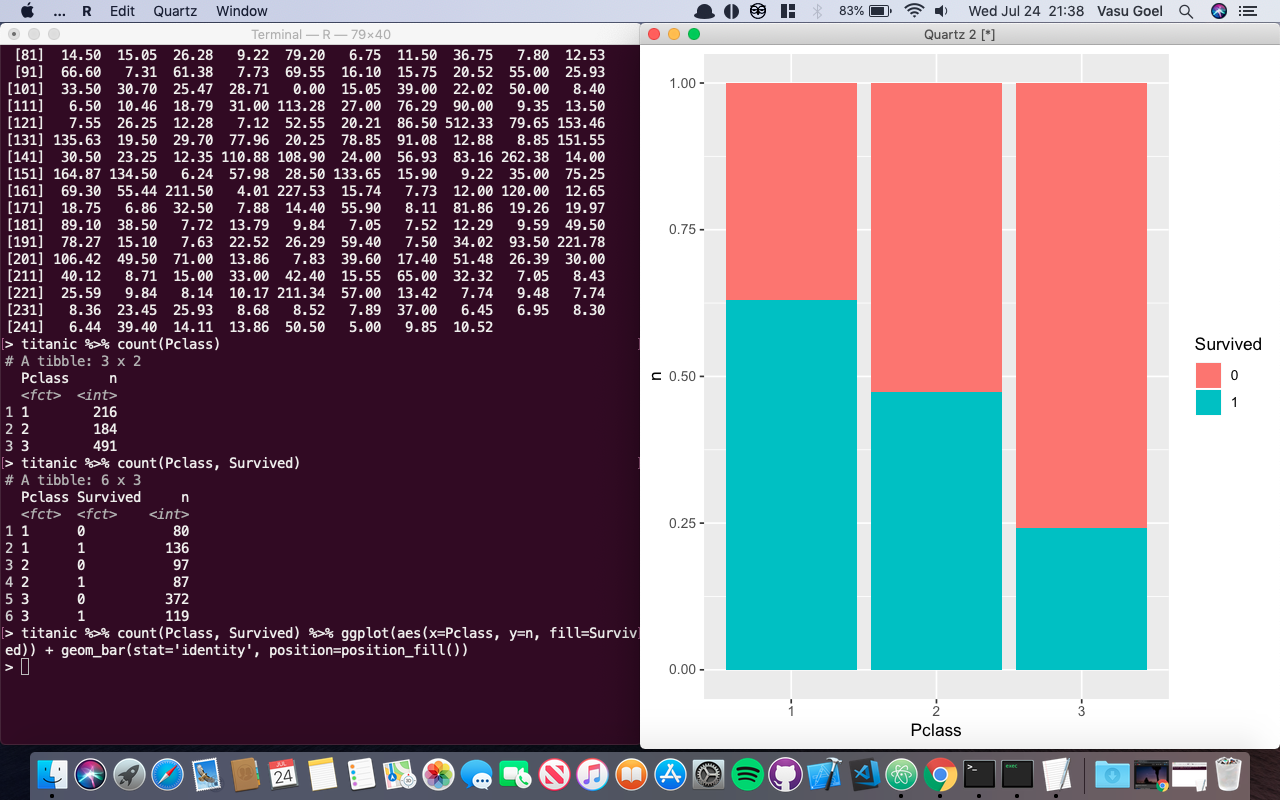 ... R Edit Quartz Window 83% Wed Jul 24 21:38 Vasu Goel
Terminal — R — 79×40
[81] 14.50 15.05 26.28 9.22 79.20 6.75 11.50 36.75 7.80 12.53
[91] 66.60 7.31 61.38 7.73 69.55 16.10 15.75 20.52 55.00 25.93
[101] 33.50 30.70 25.47 28.71 0.00 15.05 39.00 22.02 50.00 8.40
[111] 6.50 10.46 18.79 31.00 113.28 27.00 76.29 90.00 9.35 13.50
[121] 7.55 26.25 12.28 7.12 52.55 20.21 86.50 512.33 79.65 153.46
[131] 135.63 19.50 29.70 77.96 20.25 78.85 91.08 12.88 8.85 151.55
[141] 30.50 23.25 12.35 110.88 108.90 24.00 56.93 83.16 262.38 14.00
[151] 164.87 134.50 6.24 57.98 28.50 133.65 15.90 9.22 35.00 75.25
[161] 69.30 55.44 211.50 4.01 227.53 15.74 7.73 12.00 120.00 12.65
[171] 18.75 6.86 32.50 7.88 14.40 55.90 8.11 81.86 19.26 19.97
[181] 89.10 38.50 7.72 13.79 9.84 7.05 7.52 12.29 9.59 49.50
[191] 78.27 15.10 7.63 22.52 26.29 59.40 7.50 34.02 93.50 221.78
[201] 106.42 49.50 71.00 13.86 7.83 39.60 17.40 51.48 26.39 30.00
[211] 40.12 8.71 15.00 33.00 42.40 15.55 65.00 32.32 7.05 8.43
[221] 25.59 9.84 8.14 10.17 211.34 57.00 13.42 7.74 9.48 7.74
[231] 8.36 23.45 25.93 8.68 8.52 7.89 37.00 6.45 6.95 8.30
[241] 6.44 39.40 14.11 13.86 50.50 5.00 9.85 10.52
> titanic %>% count(Pclass)
# A tibble: 3 x 2
Pclass n
<fct> <int>
1 1 216
2 2 184
3 3 491
> titanic %>% count(Pclass, Survived)
# A tibble: 6 x 3
Pclass Survived n
<fct> <fct> <int>
1 1 0 80
2 1 1 136
3 2 0 97
4 2 1 87
5 3 0 372
6 3 1 119
> titanic %>% count(Pclass, Survived) %>% ggplot(aes(x=Pclass, y=n, fill=Surviv
ed)) + geom_bar(stat='identity', position=position_fill())
>
Quartz 2 [*]
1.00
0.75
0.50
0.25
0.00
n
1 2 3
Pclass
Survived
0
1
JUL
24
>_
exec